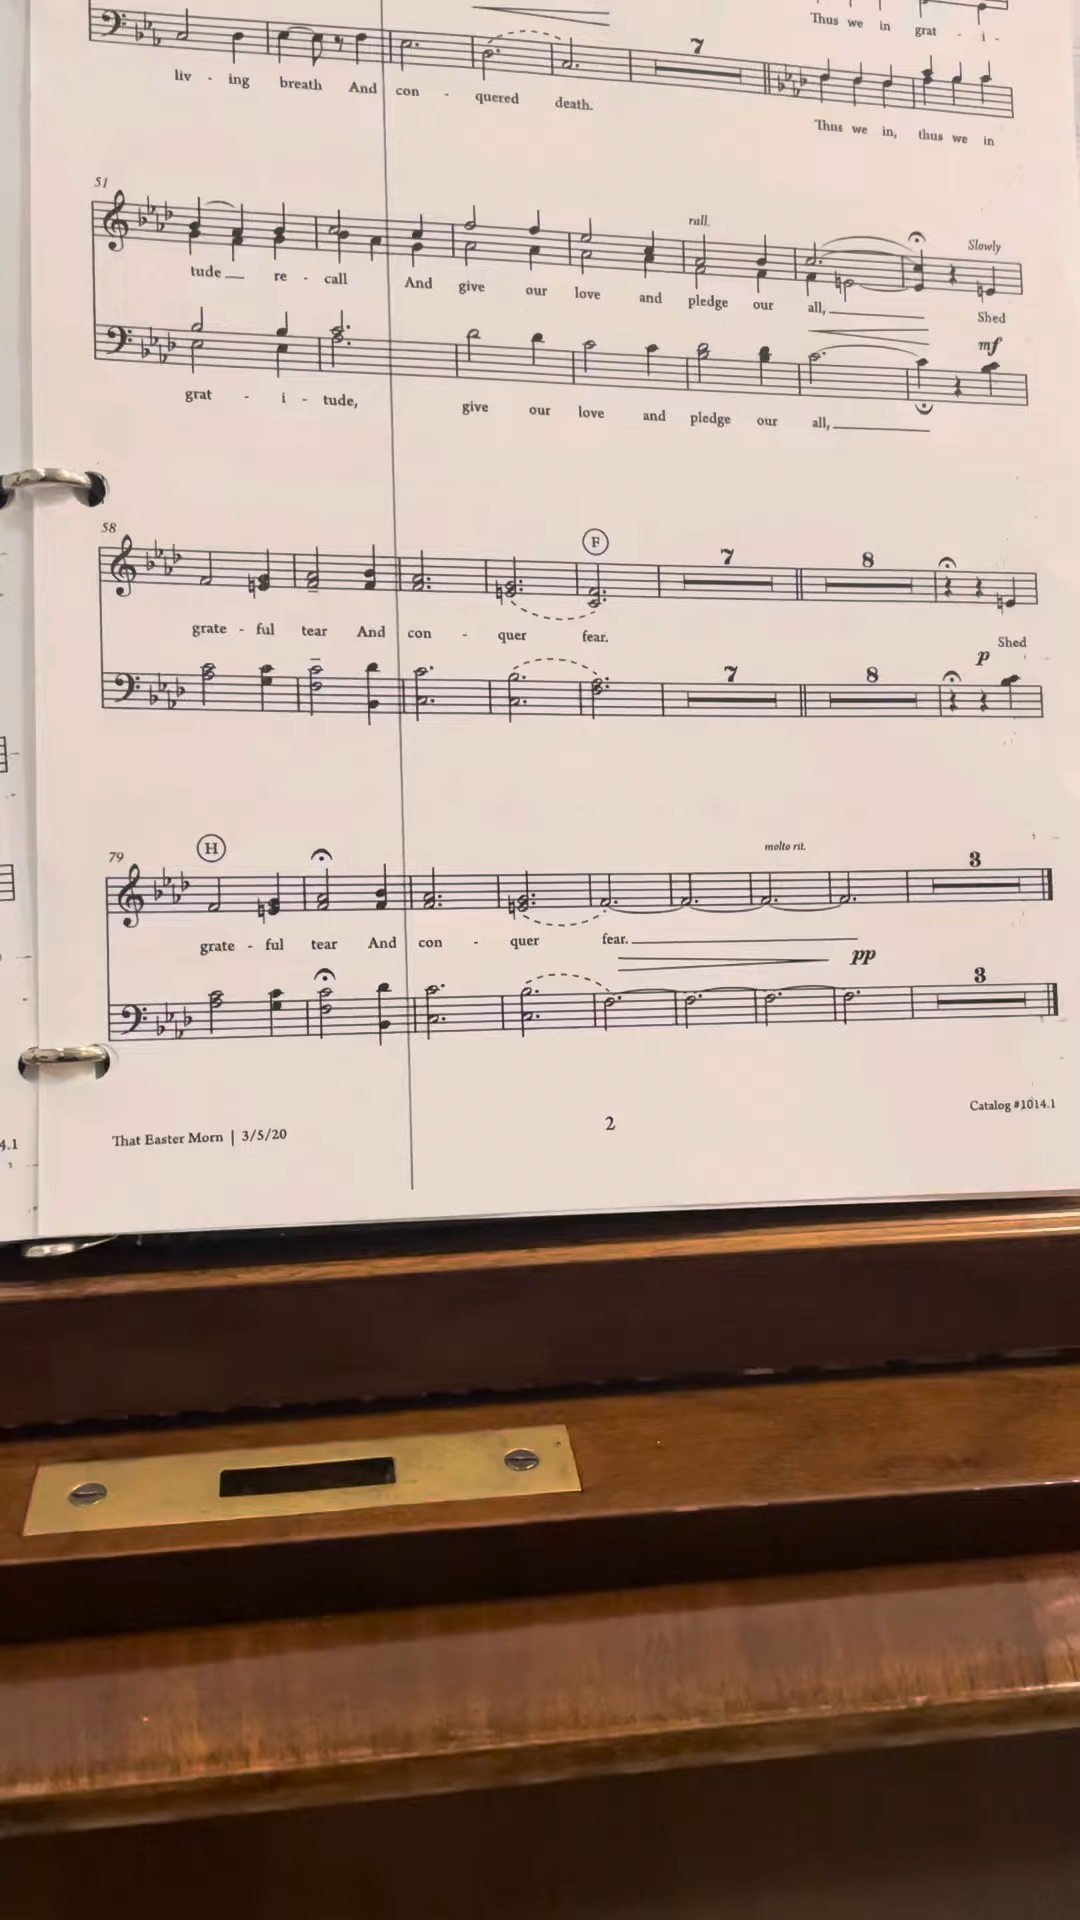 Thus we in grat - i -
7
liv - ing breath And con - quered death.
Thus we in, thus we in
51
rall.
Slowly
tude re - call And give our love and pledge our all, Shed
mf
grat - i - tude, give our love and pledge our all,
58
F
7 8
grate - ful tear And con - quer fear. Shed
p
7 8
79
H
molto rit.
3
grate - ful tear And con - quer fear.
pp
3
Catalog #1014.1
4.1
That Easter Morn | 3/5/20
2